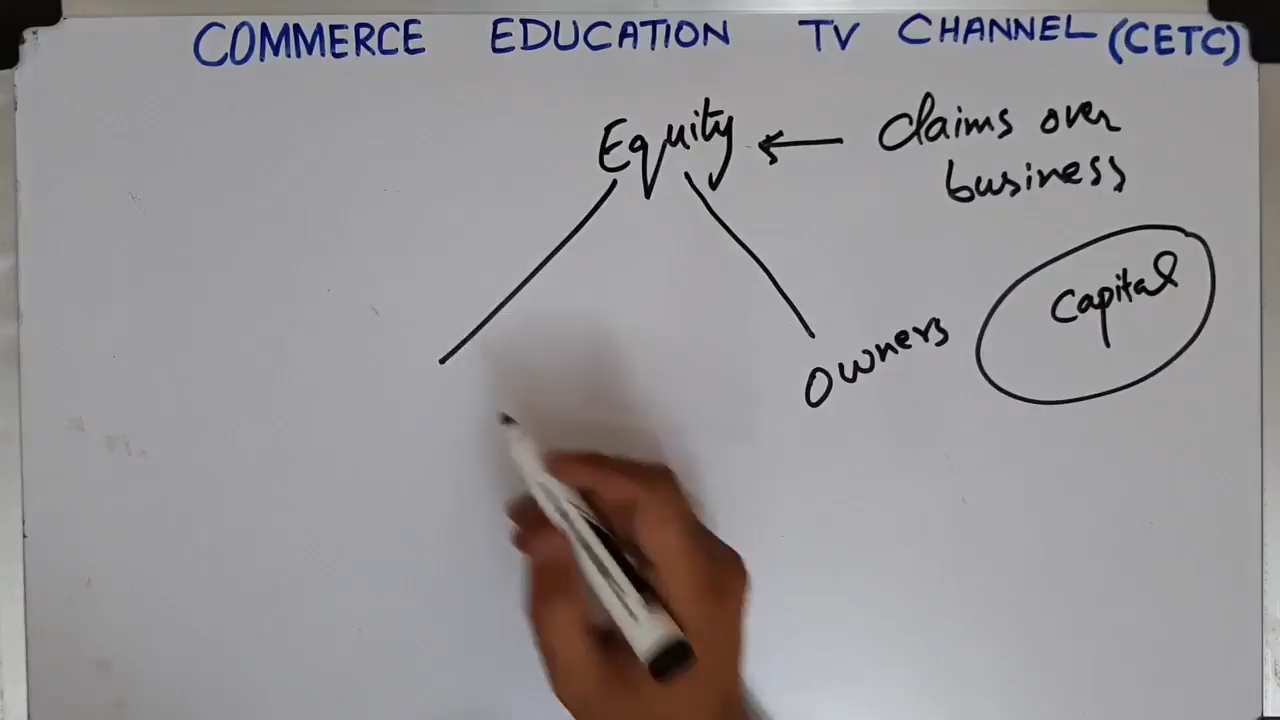 COMMERCE EDUCATION TV CHANNEL (CETC)
Equity ← claims over
business
Capital
owners